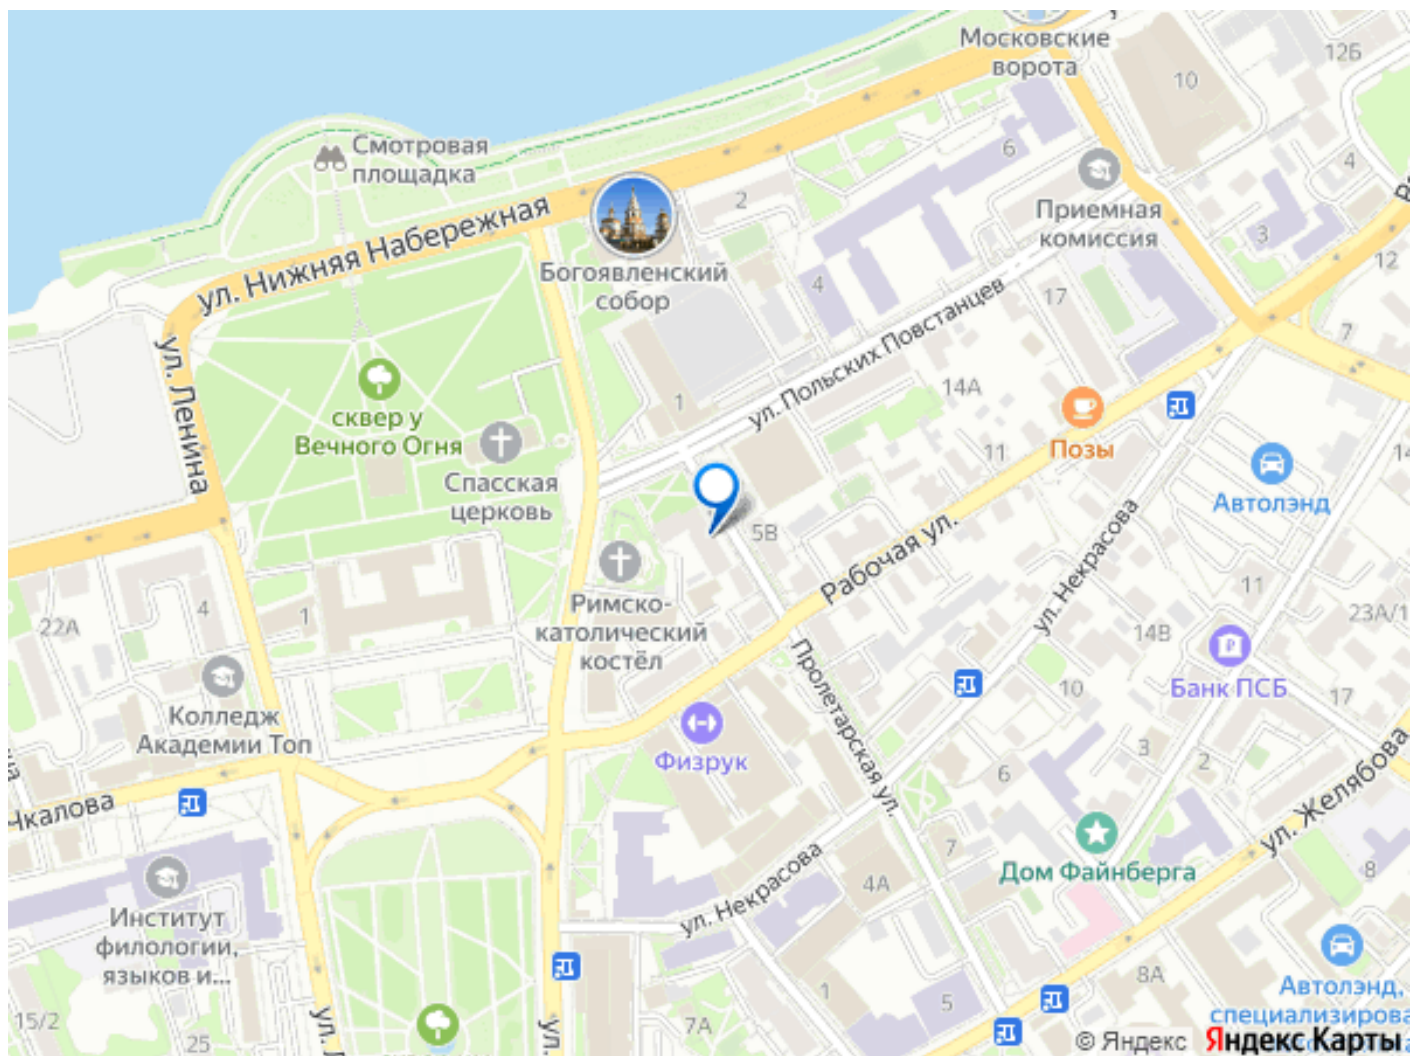 Московские
ворота
12Б
10
Смотровая
площадка
6
4
Приемная
комиссия
2
ул. Нижняя Набережная
3
12
Богоявленский
собор
4
17
7
ул. Польских Повстанцев
ул. Ленина
14А
сквер у
Вечного Огня
1
Позы
11
Спасская
церковь
Автолэнд
14
5В
Рабочая ул.
ул. Некрасова
11
Римско-
католический
костёл
4
1
22А
23А/1
14В
Пролетарская ул.
Банк ПСБ
10
17
Колледж
Академии Топ
Физрук
3
2
6
Чкалова
ул. Желябова
7
Дом Файнберга
8
4А
ул. Некрасова
Институт
филологии,
языков и...
8А
Автолэнд,
специализирова
1
5
15/2
7А
25
ул.
© Яндекс
Яндекс Карты